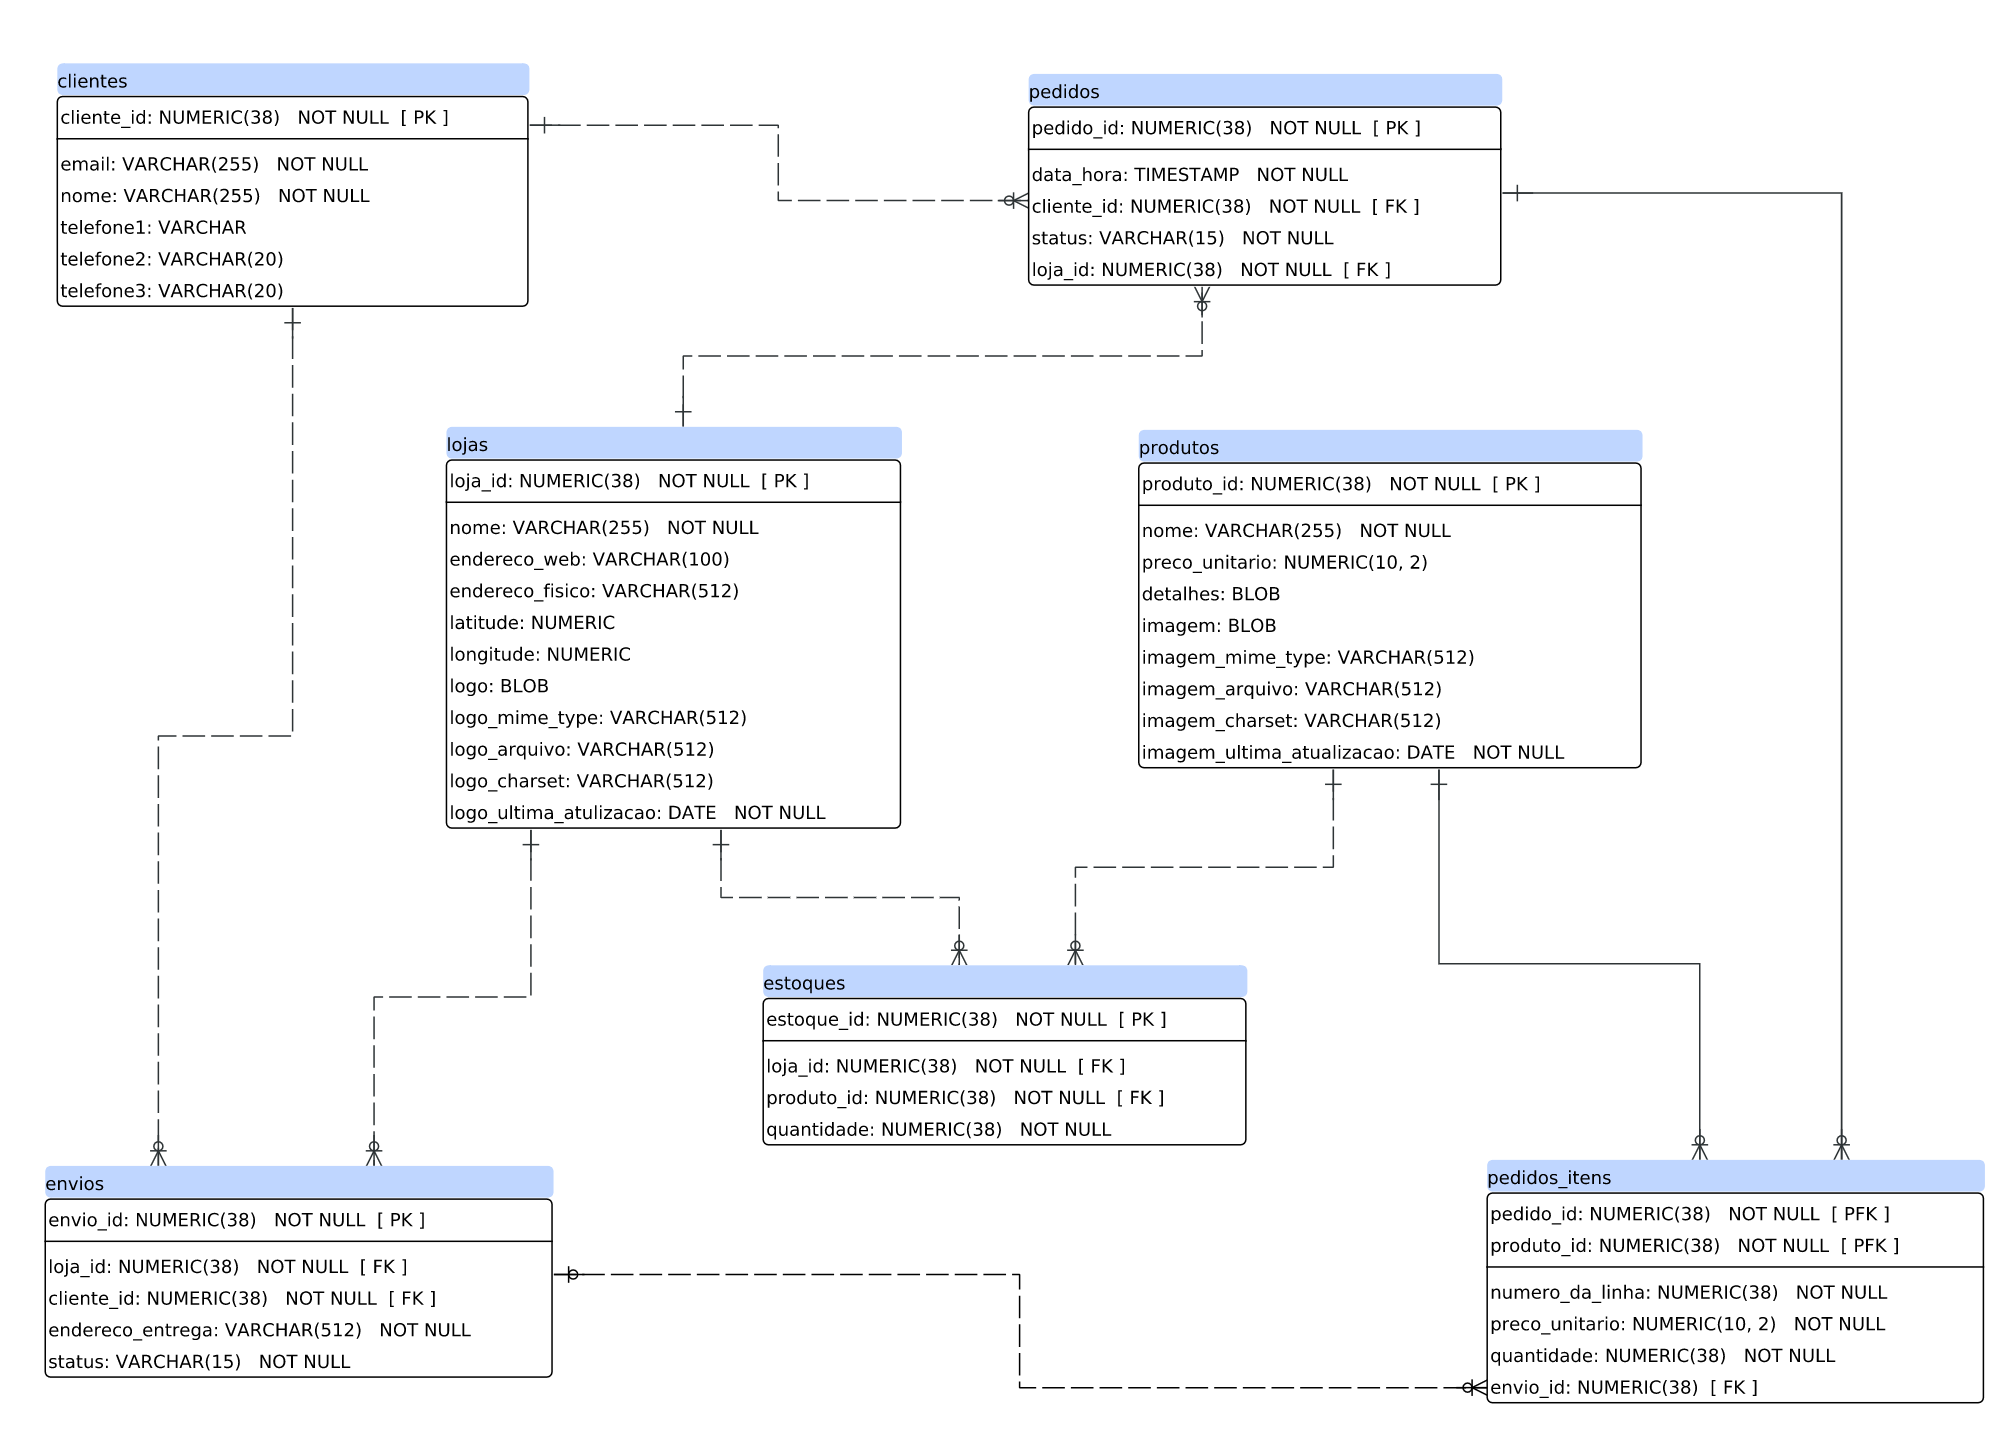 clientes
cliente_id: NUMERIC(38) NOT NULL [ PK ]
email: VARCHAR(255) NOT NULL
nome: VARCHAR(255) NOT NULL
telefone1: VARCHAR
telefone2: VARCHAR(20)
telefone3: VARCHAR(20)
pedidos
pedido_id: NUMERIC(38) NOT NULL [ PK ]
data_hora: TIMESTAMP NOT NULL
cliente_id: NUMERIC(38) NOT NULL [ FK ]
status: VARCHAR(15) NOT NULL
loja_id: NUMERIC(38) NOT NULL [ FK ]
lojas
loja_id: NUMERIC(38) NOT NULL [ PK ]
nome: VARCHAR(255) NOT NULL
endereco_web: VARCHAR(100)
endereco_fisico: VARCHAR(512)
latitude: NUMERIC
longitude: NUMERIC
logo: BLOB
logo_mime_type: VARCHAR(512)
logo_arquivo: VARCHAR(512)
logo_charset: VARCHAR(512)
logo_ultima_atulizacao: DATE NOT NULL
produtos
produto_id: NUMERIC(38) NOT NULL [ PK ]
nome: VARCHAR(255) NOT NULL
preco_unitario: NUMERIC(10, 2)
detalhes: BLOB
imagem: BLOB
imagem_mime_type: VARCHAR(512)
imagem_arquivo: VARCHAR(512)
imagem_charset: VARCHAR(512)
imagem_ultima_atualizacao: DATE NOT NULL
estoques
estoque_id: NUMERIC(38) NOT NULL [ PK ]
loja_id: NUMERIC(38) NOT NULL [ FK ]
produto_id: NUMERIC(38) NOT NULL [ FK ]
quantidade: NUMERIC(38) NOT NULL
envios
envio_id: NUMERIC(38) NOT NULL [ PK ]
loja_id: NUMERIC(38) NOT NULL [ FK ]
cliente_id: NUMERIC(38) NOT NULL [ FK ]
endereco_entrega: VARCHAR(512) NOT NULL
status: VARCHAR(15) NOT NULL
pedidos_itens
pedido_id: NUMERIC(38) NOT NULL [ PFK ]
produto_id: NUMERIC(38) NOT NULL [ PFK ]
numero_da_linha: NUMERIC(38) NOT NULL
preco_unitario: NUMERIC(10, 2) NOT NULL
quantidade: NUMERIC(38) NOT NULL
envio_id: NUMERIC(38) [ FK ]